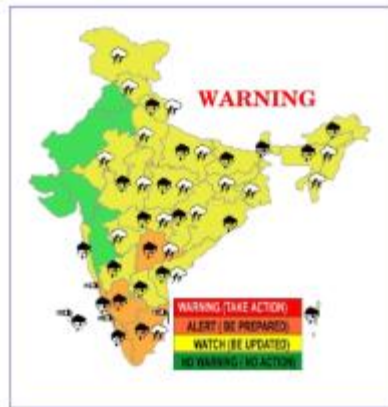 WARNING
WARNING (TAKE ACTION)
ALERT ( BE PREPARED)
WATCH (BE UPDATED)
NO WARNING ( NO ACTION)